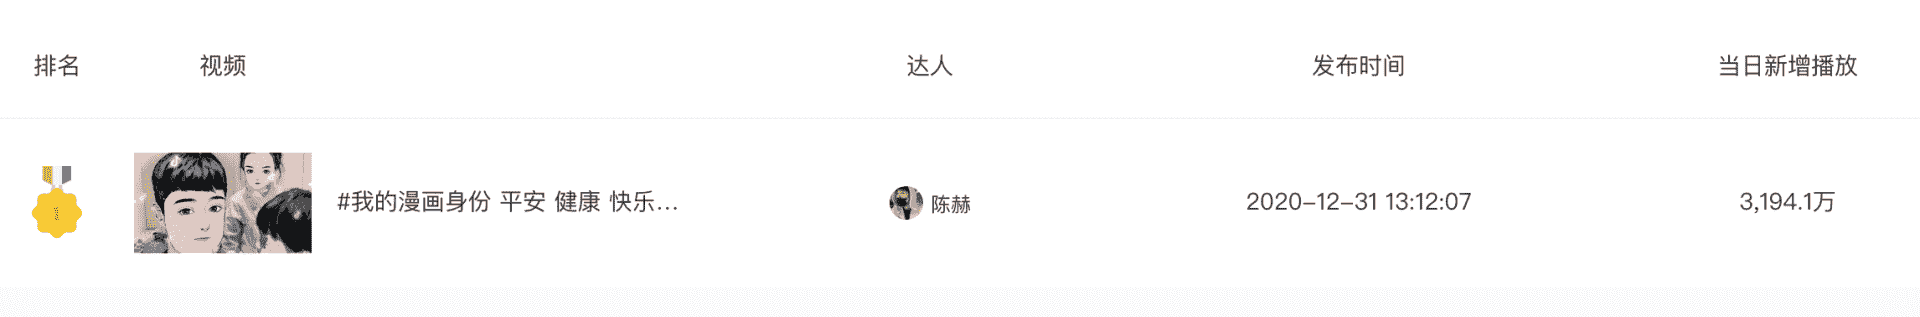 排名 视频 达人 发布时间 当日新增播放
1 #我的漫画身份 平安 健康 快乐... 陈赫 2020-12-31 13:12:07 3,194.1万